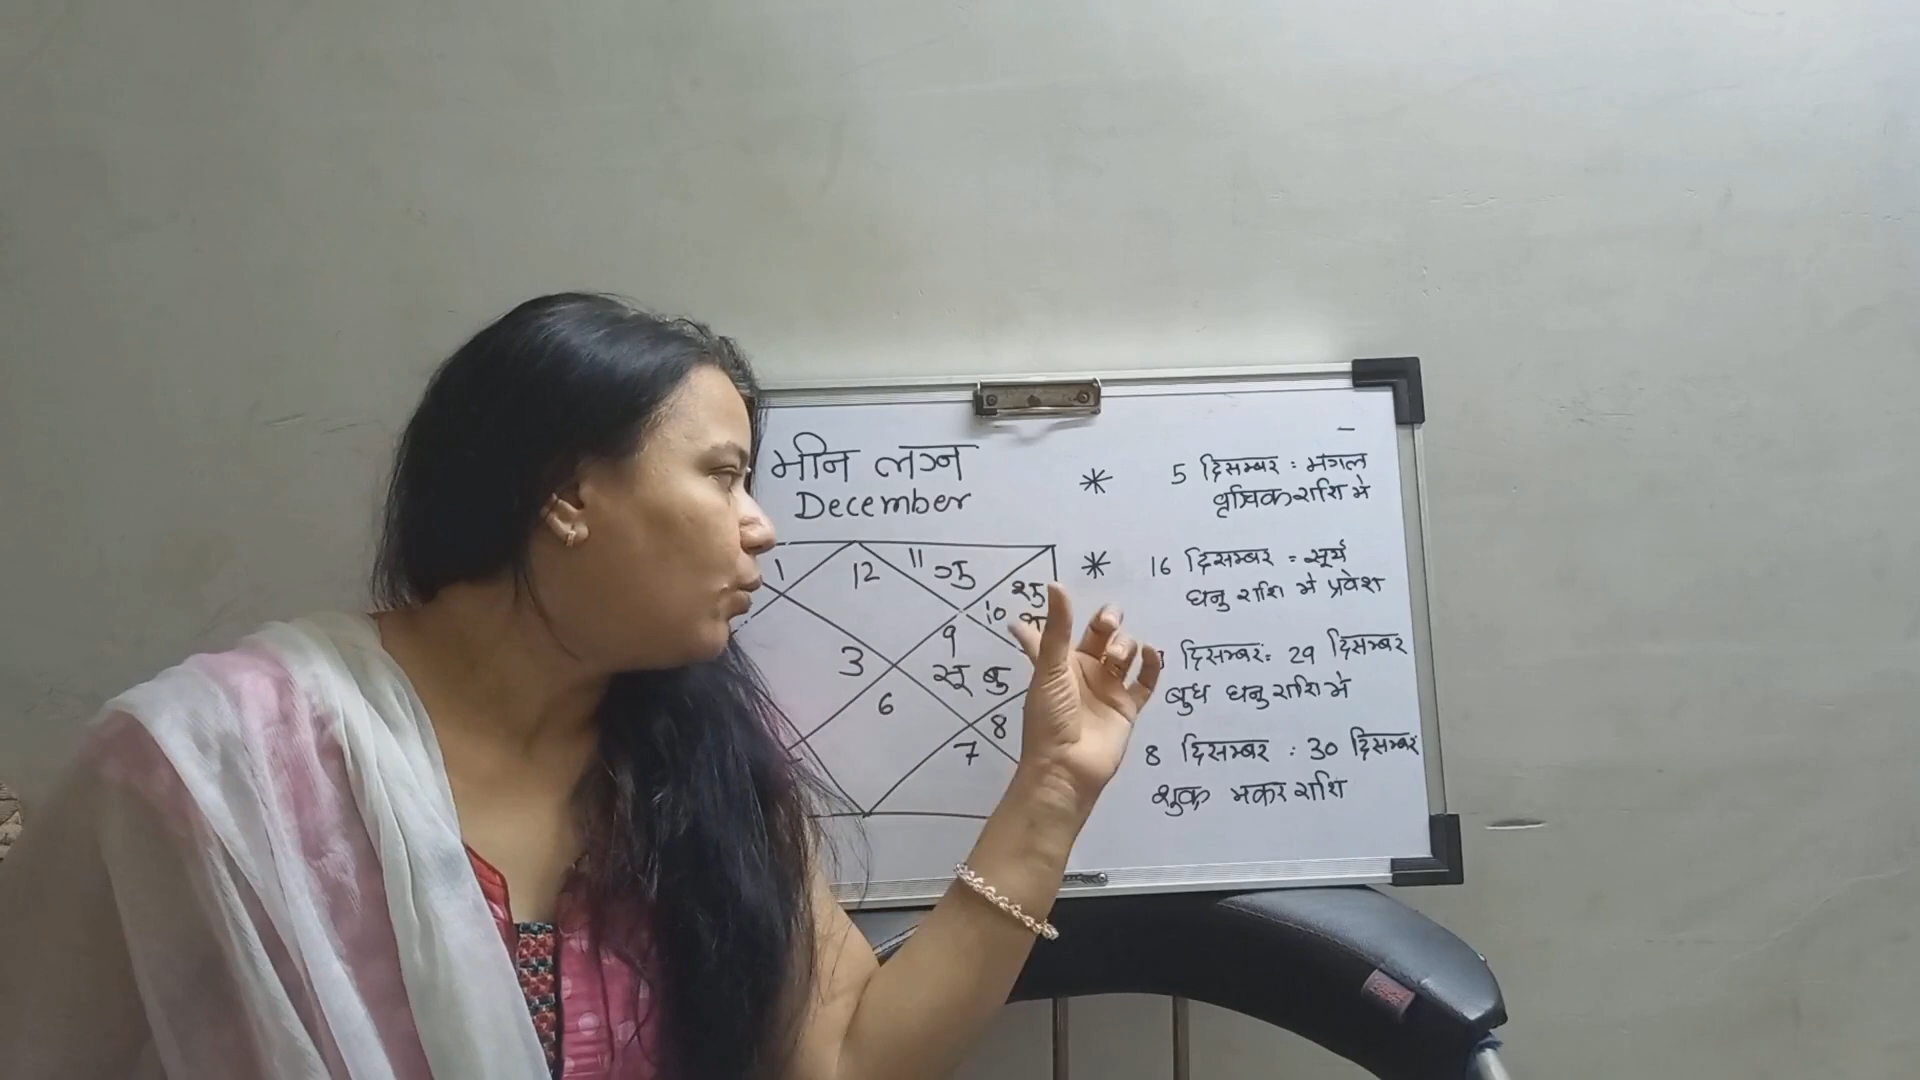 मीन लग्न
December
1
12
11 गु
शु
10
9
सू बु
3
6
8
7
5 दिसम्बर : मंगल
वृश्चिक राशि में
16 दिसम्बर = सूर्य
धनु राशि में प्रवेश
दिसम्बर: 29 दिसम्बर
बुध धनु राशि में
8 दिसम्बर : 30 दिसम्बर
शुक्र मकर राशि